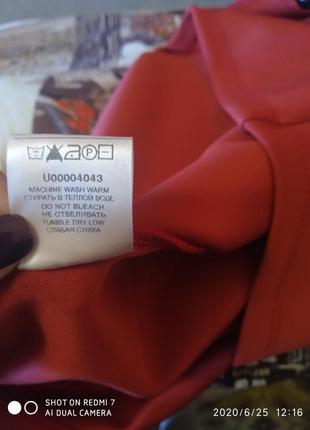 P
U00004043
MACHINE WASH WARM
СТИРАТЬ В ТЕПЛОЙ ВОДЕ
DO NOT BLEACH
НЕ ОТБЕЛИВАТЬ
TUMBLE DRY LOW
СЛАБАЯ СУШКА
SHOT ON REDMI 7
AI DUAL CAMERA
2020/6/25 12:16